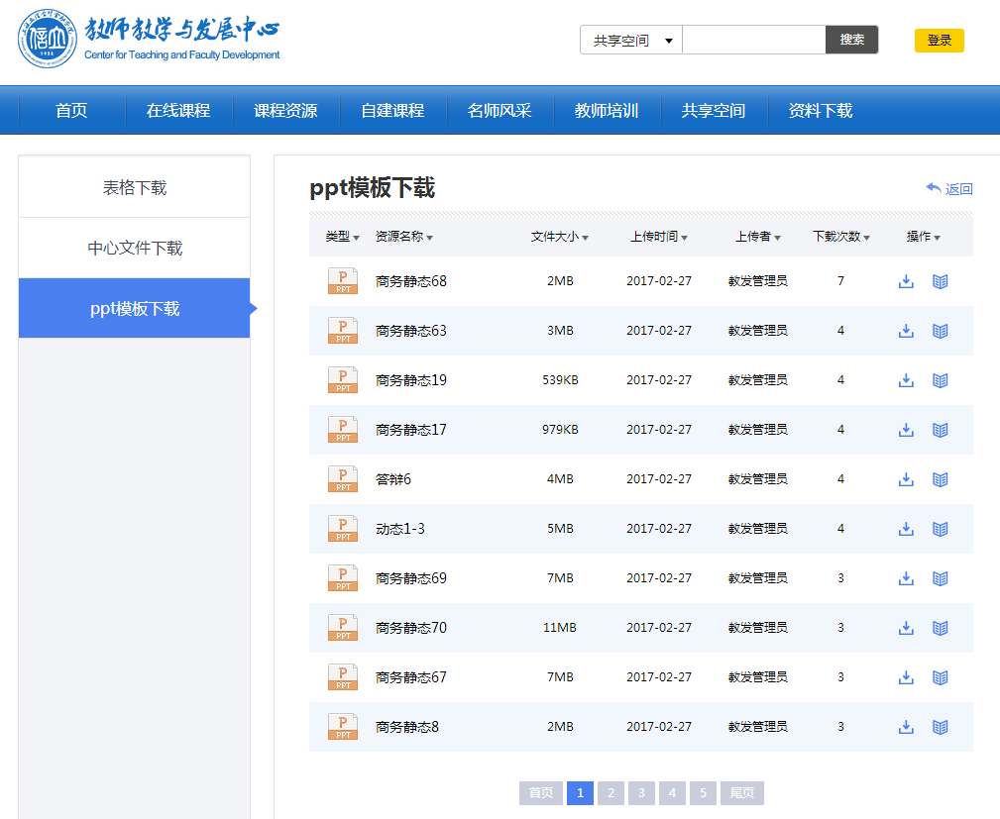 教师教学与发展中心
Center for Teaching and Faculty Development
共享空间
搜索
登录
首页 在线课程 课程资源 自建课程 名师风采 教师培训 共享空间 资料下载
表格下载
中心文件下载
ppt模板下载
ppt模板下载
返回
类型 资源名称 文件大小 上传时间 上传者 下载次数 操作
PPT 商务静态68 2MB 2017-02-27 教发管理员 7
PPT 商务静态63 3MB 2017-02-27 教发管理员 4
PPT 商务静态19 539KB 2017-02-27 教发管理员 4
PPT 商务静态17 979KB 2017-02-27 教发管理员 4
PPT 答辩6 4MB 2017-02-27 教发管理员 4
PPT 动态1-3 5MB 2017-02-27 教发管理员 4
PPT 商务静态69 7MB 2017-02-27 教发管理员 3
PPT 商务静态70 11MB 2017-02-27 教发管理员 3
PPT 商务静态67 7MB 2017-02-27 教发管理员 3
PPT 商务静态8 2MB 2017-02-27 教发管理员 3
首页 1 2 3 4 5 尾页